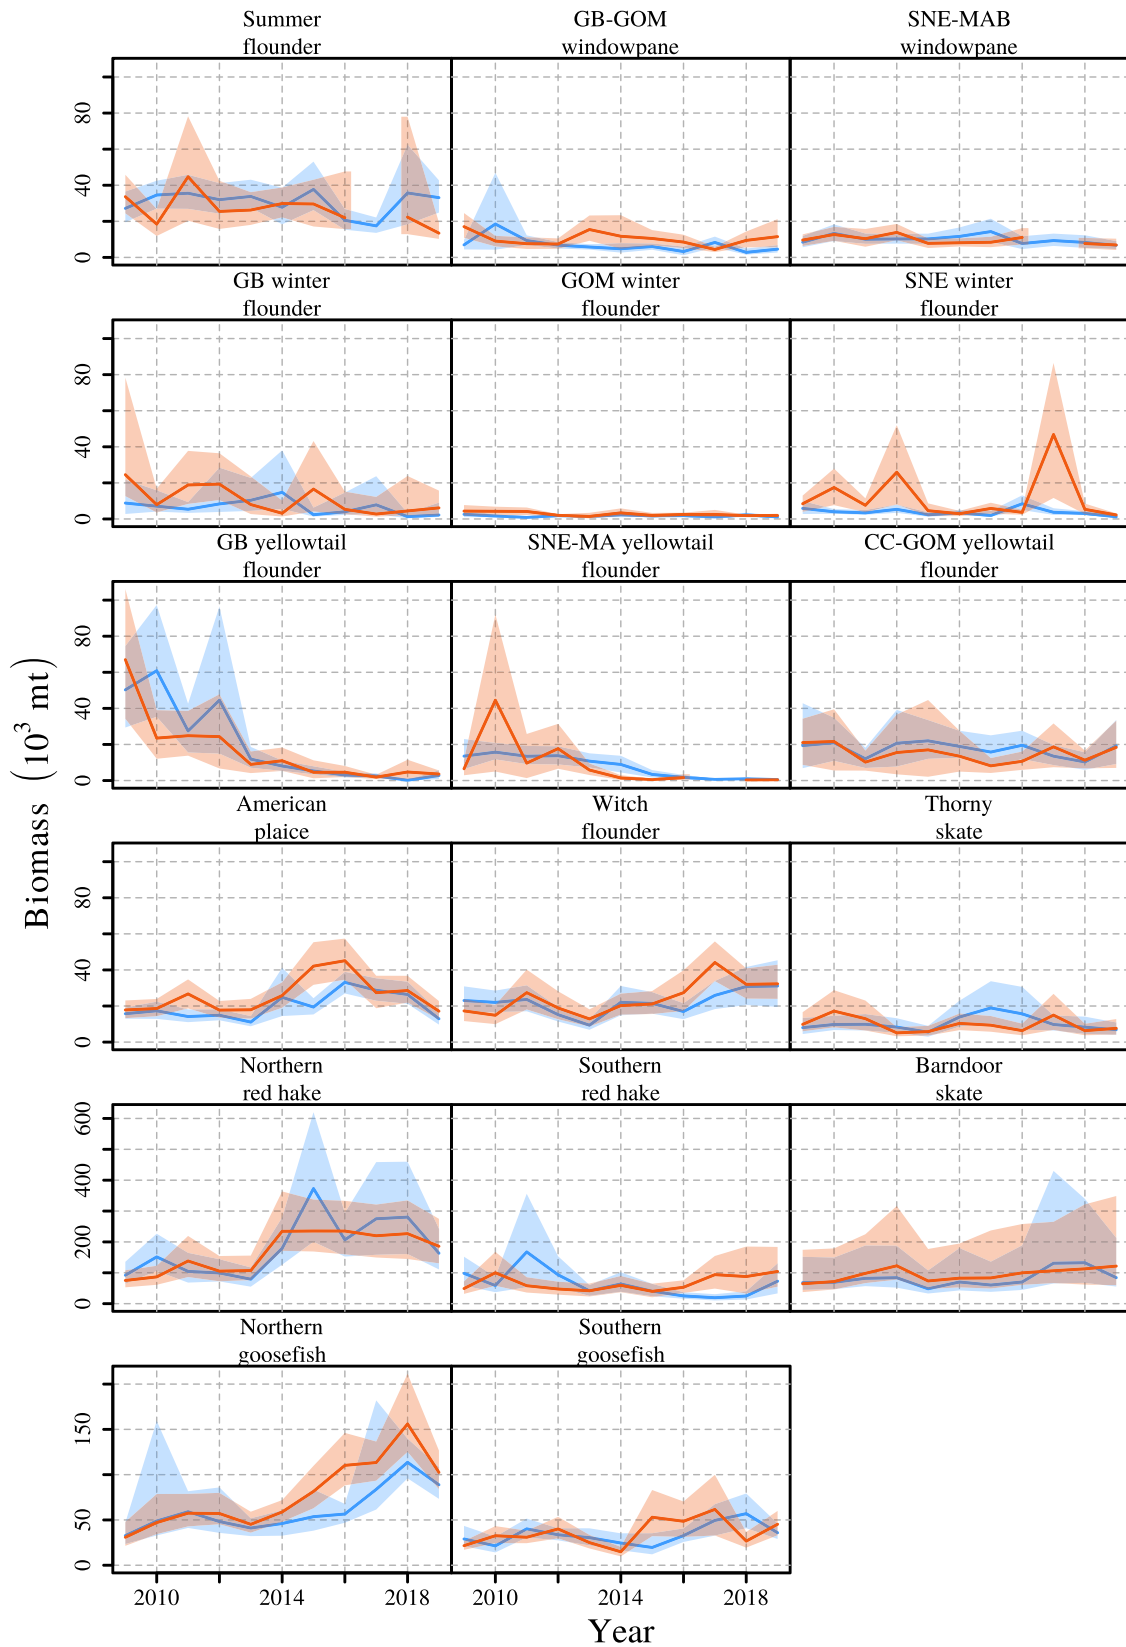 Summer
flounder
GB-GOM
windowpane
SNE-MAB
windowpane
80
40
0
GB winter
flounder
GOM winter
flounder
SNE winter
flounder
80
40
0
GB yellowtail
flounder
SNE-MA yellowtail
flounder
CC-GOM yellowtail
flounder
80
40
0
Biomass (10³ mt)
American
plaice
Witch
flounder
Thorny
skate
80
40
0
Northern
red hake
Southern
red hake
Barndoor
skate
600
400
200
0
Northern
goosefish
Southern
goosefish
150
50
0
2010 2014 2018 2010 2014 2018
Year